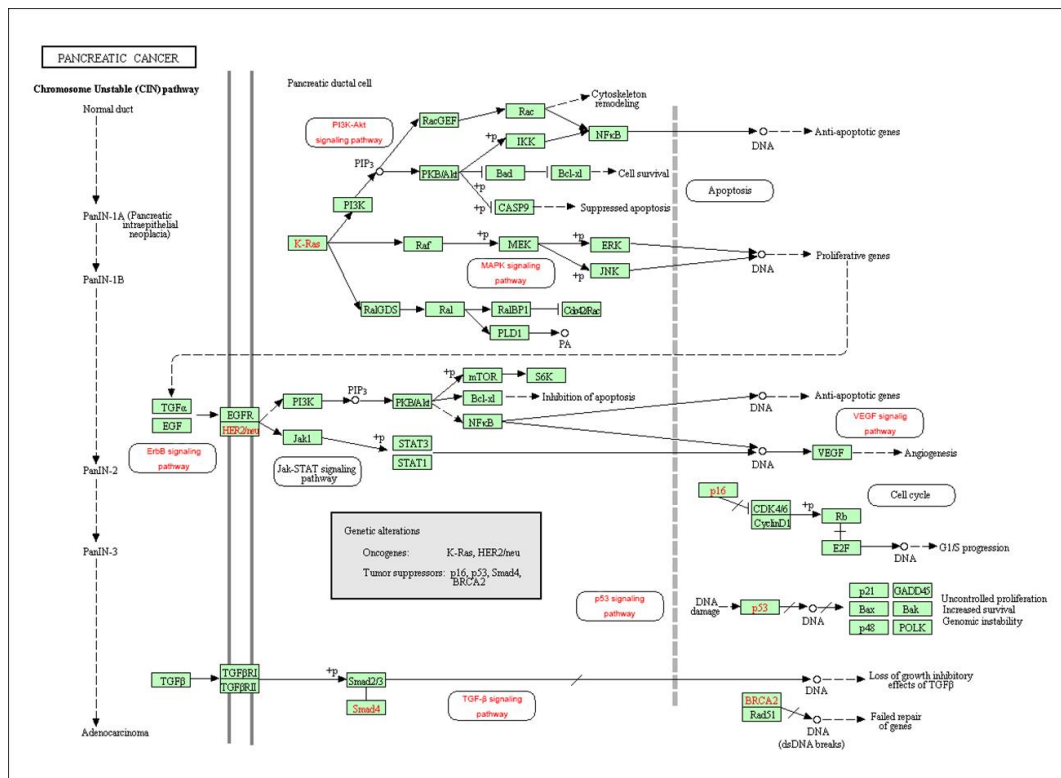 PANCREATIC CANCER
Chromosome Unstable (CIN) pathway
Normal duct
PanIN-1A (Pancreatic
intraepithelial
neoplacia)
PanIN-1B
PanIN-2
PanIN-3
Adenocarcinoma
Pancreatic ductal cell
PI3K-Akt
signaling pathway
RacGEF
Rac
Cytoskeleton
remodeling
+p
IKK
NFκB
DNA
Anti-apoptotic genes
PIP3
PKB/Akt
Bad
Bcl-xl
Cell survival
+p
+p
CASP9
Suppressed apoptosis
Apoptosis
PI3K
K-Ras
Raf
+p
MEK
+p
ERK
+p
JNK
DNA
Proliferative genes
MAPK signaling
pathway
RalGDS
Ral
RalBP1
Cdc42/Rac
PLD1
PA
TGFα
EGF
EGFR
HER2/neu
ErbB signaling
pathway
PI3K
PIP3
PKB/Akt
+p
mTOR
S6K
Bcl-xl
Inhibition of apoptosis
NFκB
DNA
Anti-apoptotic genes
VEGF signalig
pathway
Jak1
+p
STAT3
STAT1
DNA
VEGF
Angiogenesis
Jak-STAT signaling
pathway
p16
CDK4/6
CyclinD1
+p
Rb
E2F
DNA
G1/S progression
Cell cycle
Genetic alterations
Oncogenes: K-Ras, HER2/neu
Tumor suppressors: p16, p53, Smad4,
BRCA2
p53 signaling
pathway
DNA
damage
p53
DNA
p21
GADD45
Bax
Bak
p48
POLK
Uncontrolled proliferation
Increased survival
Genomic instability
TGFβ
TGFβRI
TGFβRII
+p
Smad2/3
Smad4
TGF-β signaling
pathway
DNA
Loss of growth inhibitory
effects of TGFβ
BRCA2
Rad51
DNA
(dsDNA breaks)
Failed repair
of genes